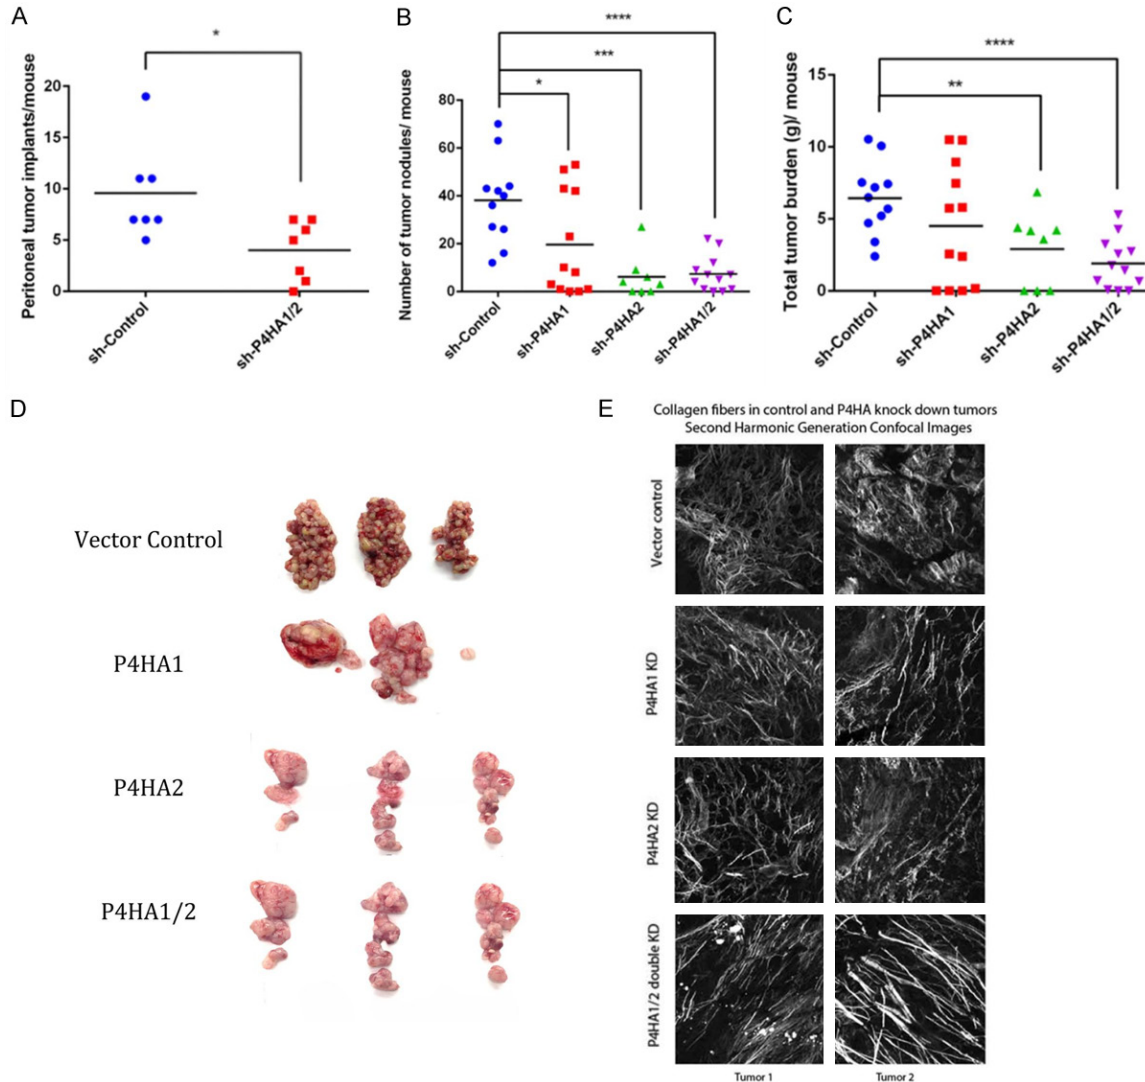 A
*
Peritoneal tumor implants/mouse
20
15
10
5
0
sh-Control
sh-P4HA1/2
B
****
***
*
Number of tumor nodules/ mouse
80
60
40
20
0
sh-Control
sh-P4HA1
sh-P4HA2
sh-P4HA1/2
C
****
**
Total tumor burden (g)/ mouse
15
10
5
0
sh-Control
sh-P4HA1
sh-P4HA2
sh-P4HA1/2
D
Vector Control
P4HA1
P4HA2
P4HA1/2
E
Collagen fibers in control and P4HA knock down tumors
Second Harmonic Generation Confocal Images
Vector control
P4HA1 KD
P4HA2 KD
P4HA1/2 double KD
Tumor 1
Tumor 2